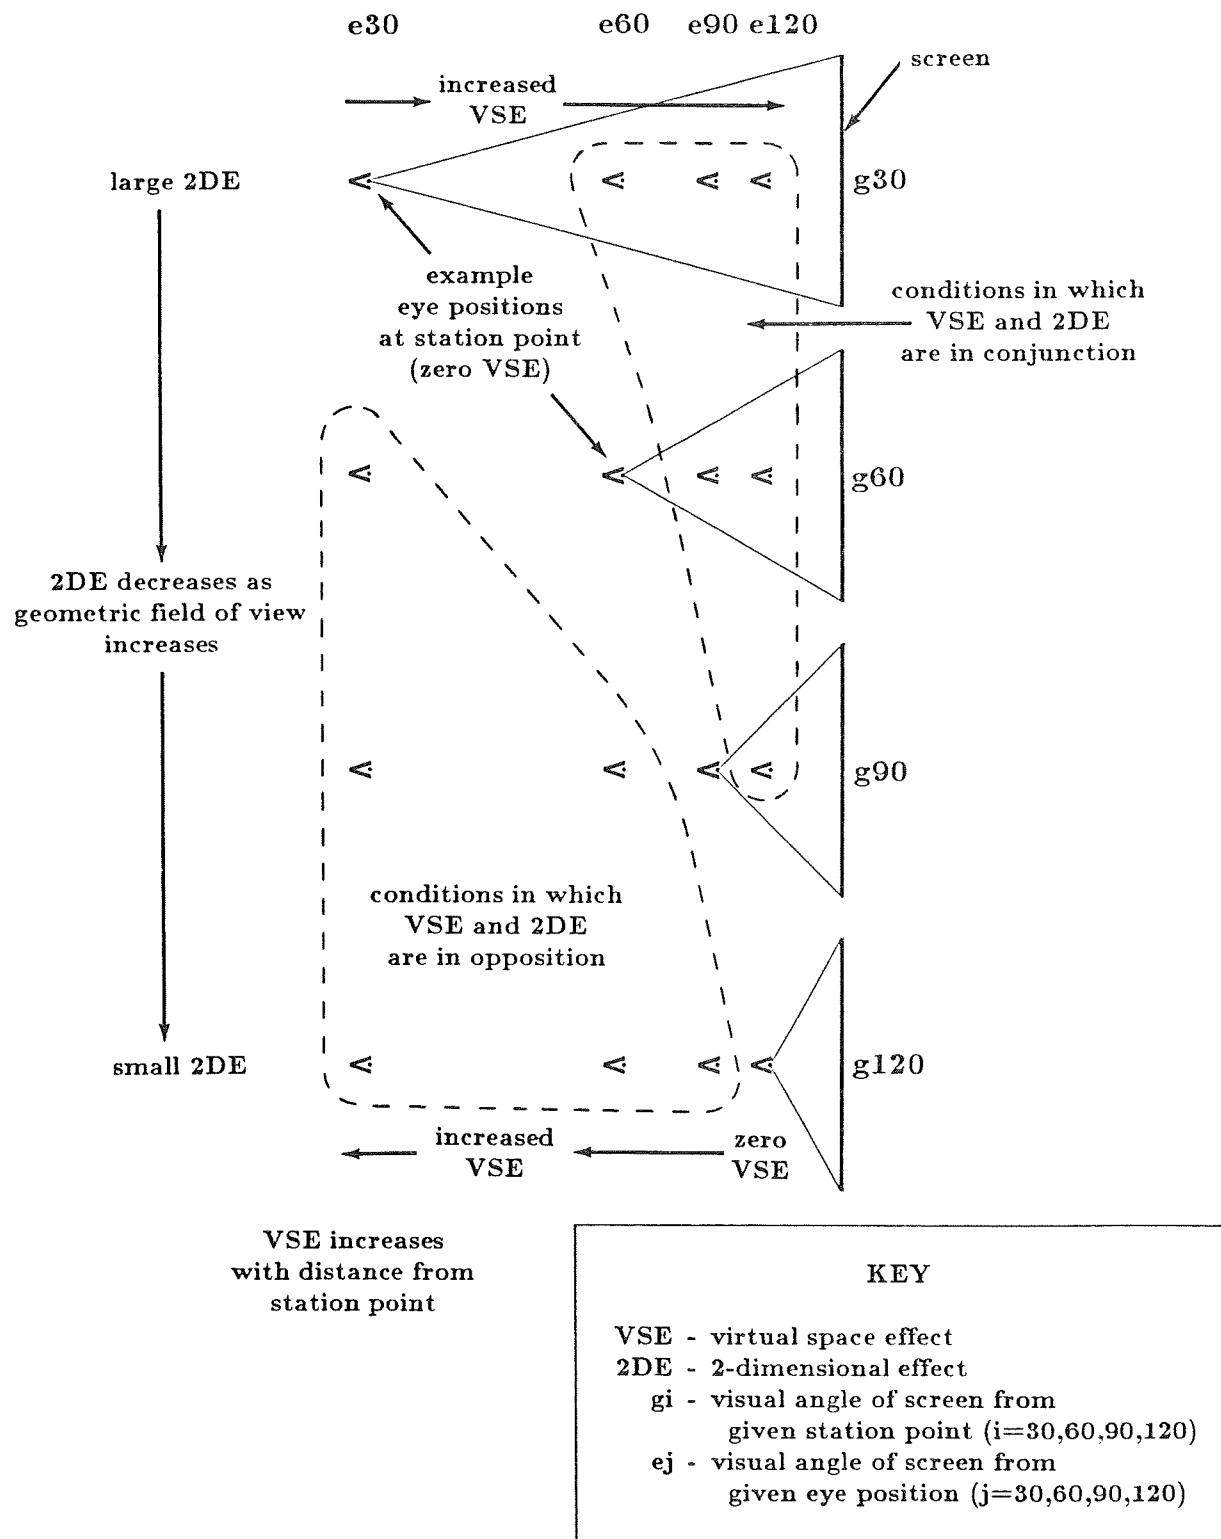 e30 e60 e90 e120
screen
increased
VSE
large 2DE
g30
example
eye positions
at station point
(zero VSE)
conditions in which
VSE and 2DE
are in conjunction
g60
2DE decreases as
geometric field of view
increases
g90
conditions in which
VSE and 2DE
are in opposition
small 2DE
g120
increased
VSE
zero
VSE
VSE increases
with distance from
station point
KEY
VSE - virtual space effect
2DE - 2-dimensional effect
gi - visual angle of screen from
given station point (i=30,60,90,120)
ej - visual angle of screen from
given eye position (j=30,60,90,120)